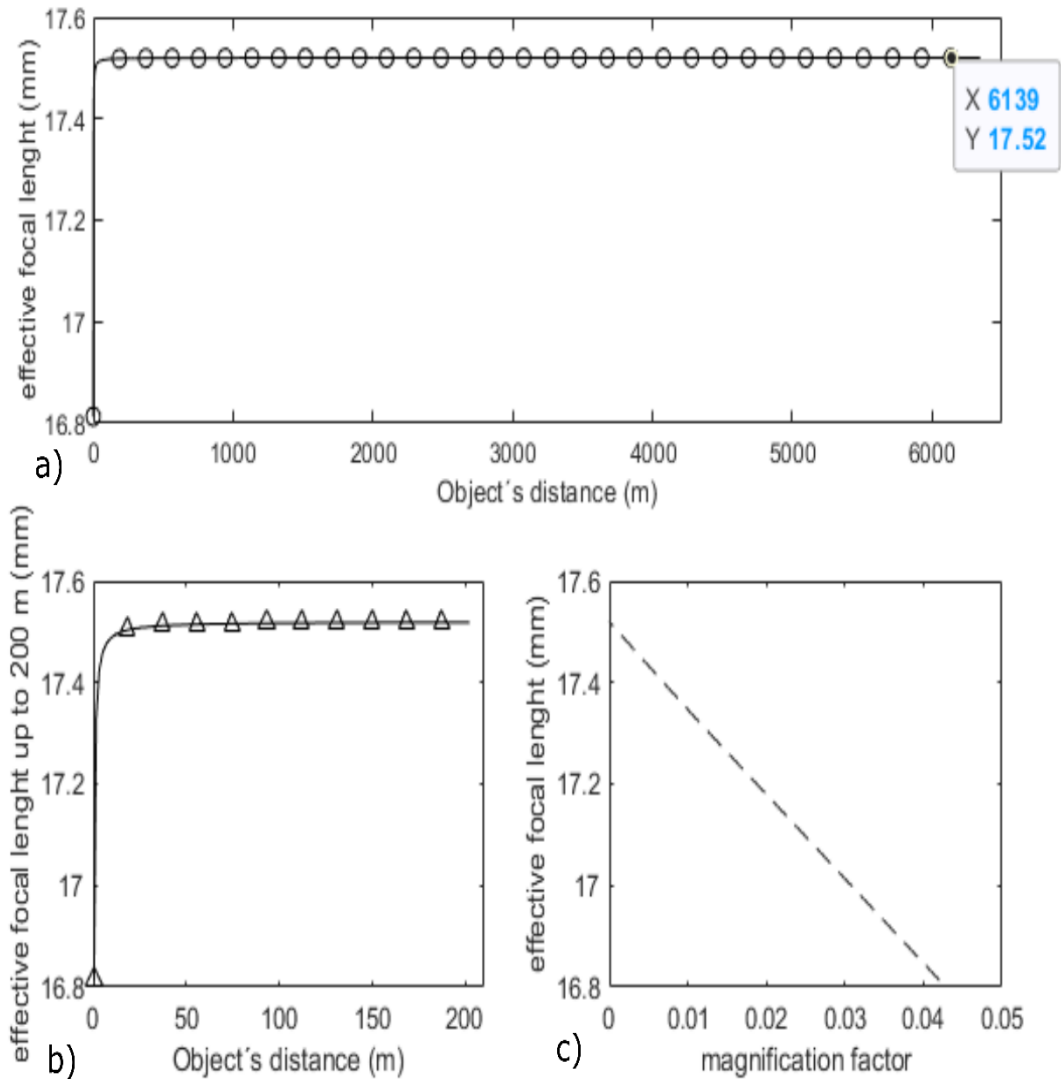 effective focal lenght (mm)
17.6
17.4
17.2
17
16.8
X 6139
Y 17.52
0 1000 2000 3000 4000 5000 6000
a)
Object´s distance (m)
effective focal lenght up to 200 m (mm)
17.6
17.4
17.2
17
16.8
0 50 100 150 200
b)
Object´s distance (m)
effective focal lenght (mm)
17.6
17.4
17.2
17
16.8
0 0.01 0.02 0.03 0.04 0.05
c)
magnification factor